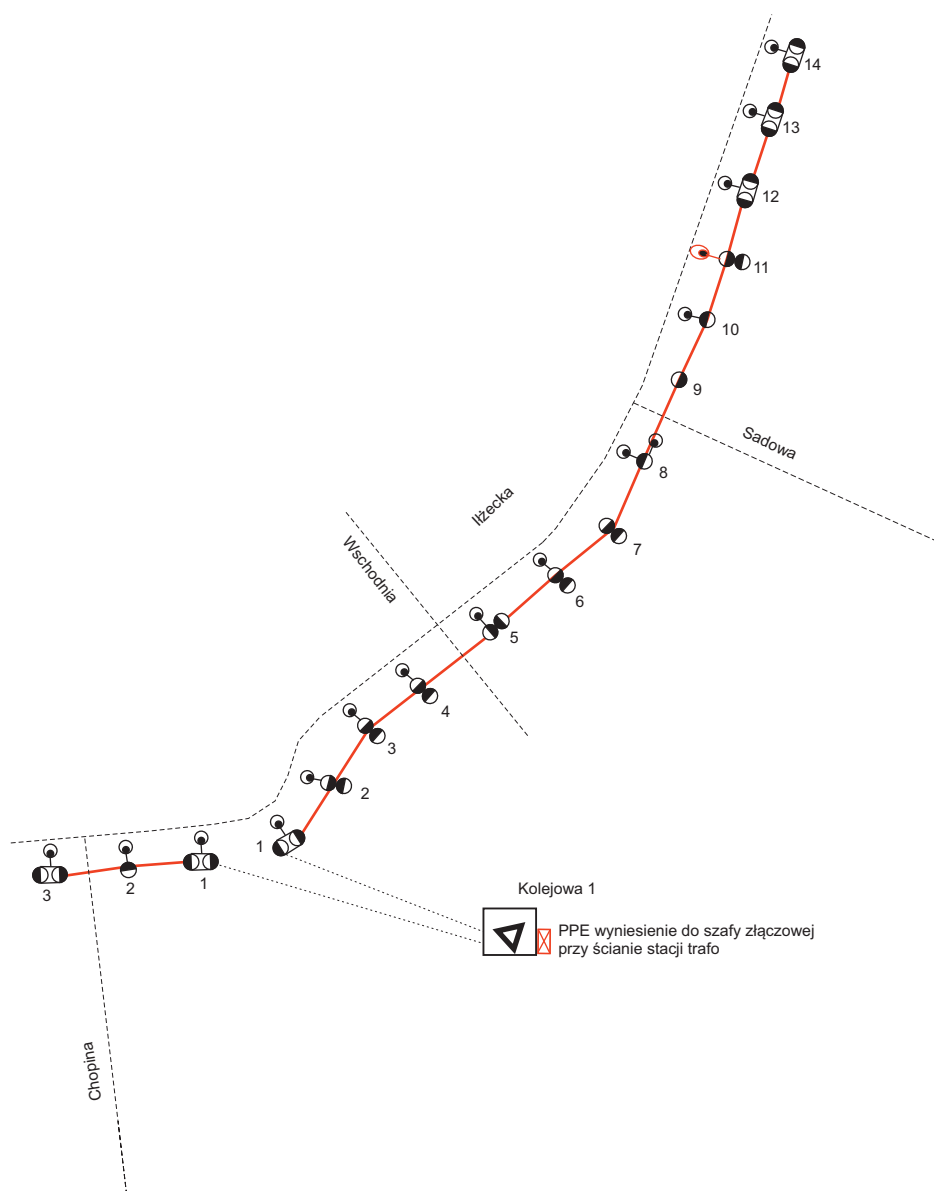 14
13
12
11
10
9
Sadowa
8
Iłżecka
7
Wschodnia
6
5
4
3
2
1
3
2
1
Kolejowa 1
PPE wyniesienie do szafy złączowej
przy ścianie stacji trafo
Chopina